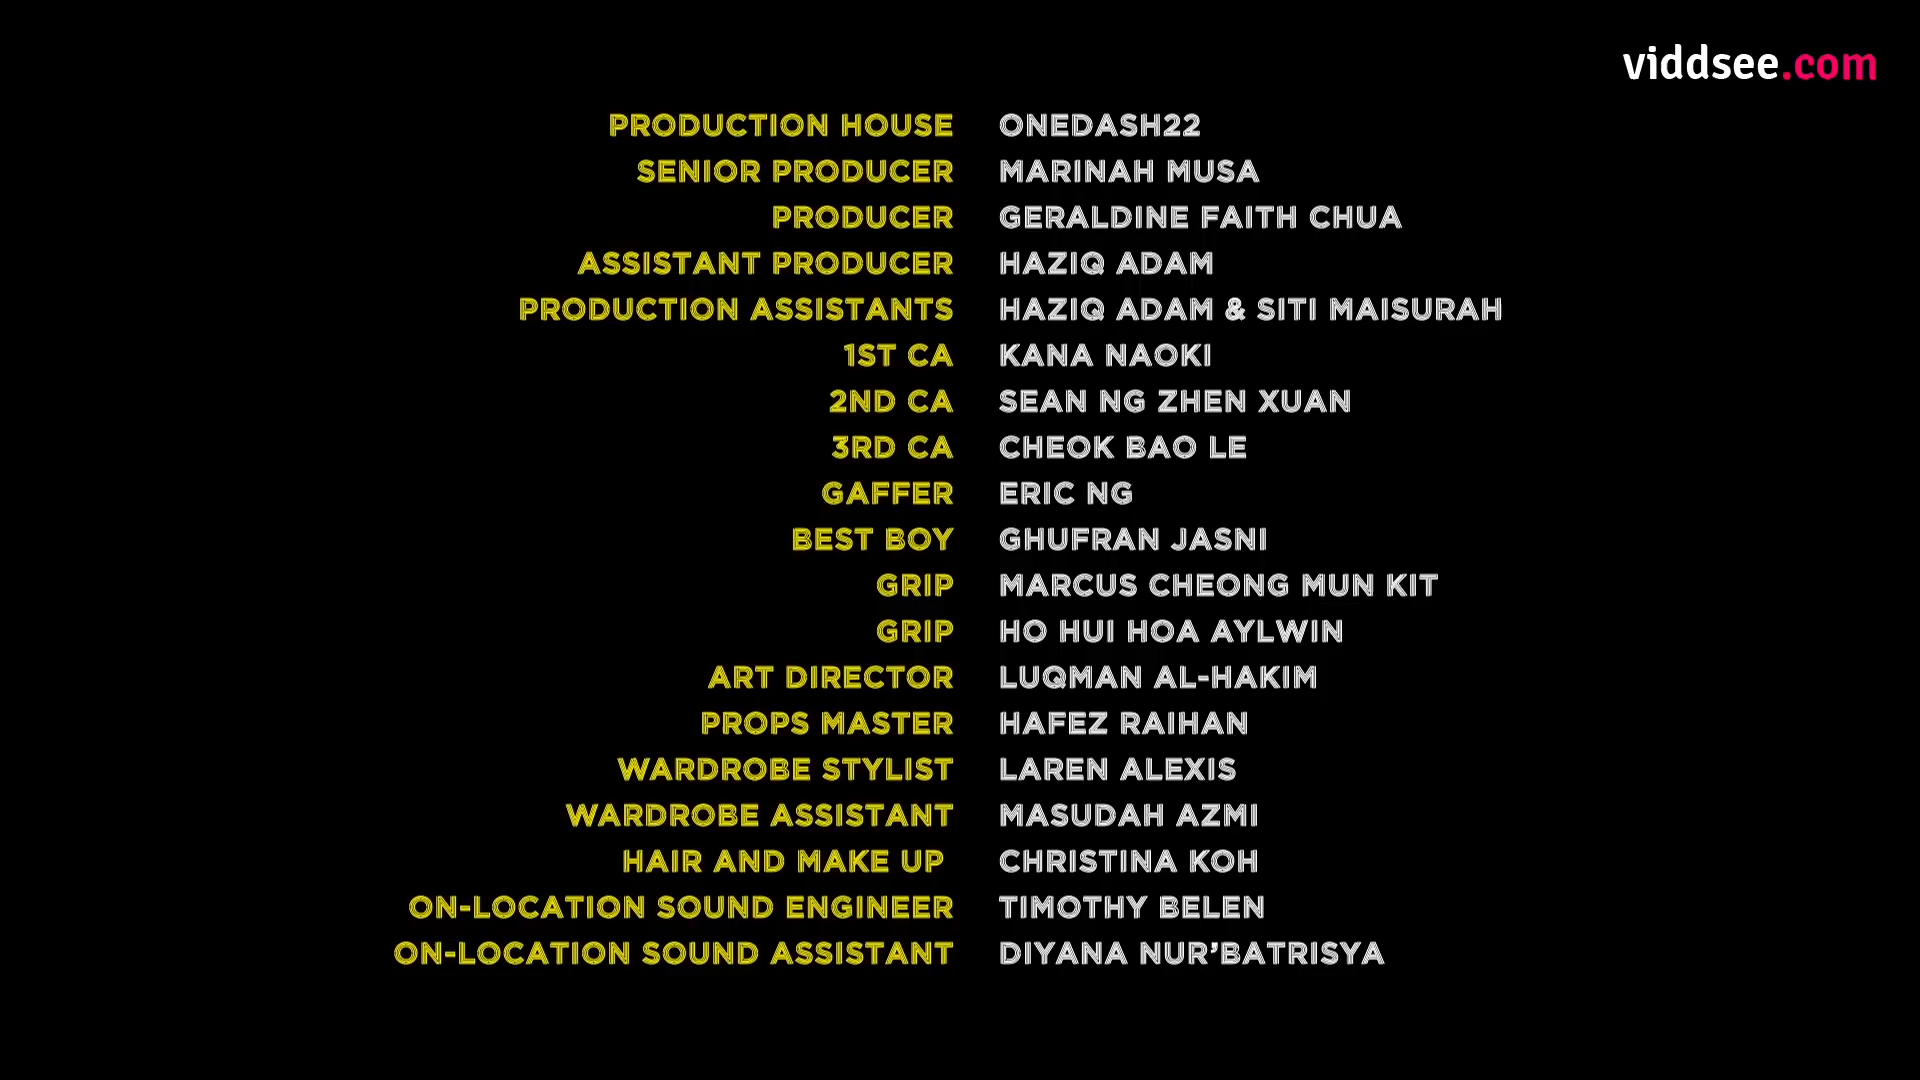 viddsee.com
PRODUCTION HOUSE ONEDASH22
SENIOR PRODUCER MARINAH MUSA
PRODUCER GERALDINE FAITH CHUA
ASSISTANT PRODUCER HAZIQ ADAM
PRODUCTION ASSISTANTS HAZIQ ADAM & SITI MAISURAH
1ST CA KANA NAOKI
2ND CA SEAN NG ZHEN XUAN
3RD CA CHEOK BAO LE
GAFFER ERIC NG
BEST BOY GHUFRAN JASNI
GRIP MARCUS CHEONG MUN KIT
GRIP HO HUI HOA AYLWIN
ART DIRECTOR LUQMAN AL-HAKIM
PROPS MASTER HAFEZ RAIHAN
WARDROBE STYLIST LAREN ALEXIS
WARDROBE ASSISTANT MASUDAH AZMI
HAIR AND MAKE UP CHRISTINA KOH
ON-LOCATION SOUND ENGINEER TIMOTHY BELEN
ON-LOCATION SOUND ASSISTANT DIYANA NUR’BATRISYA